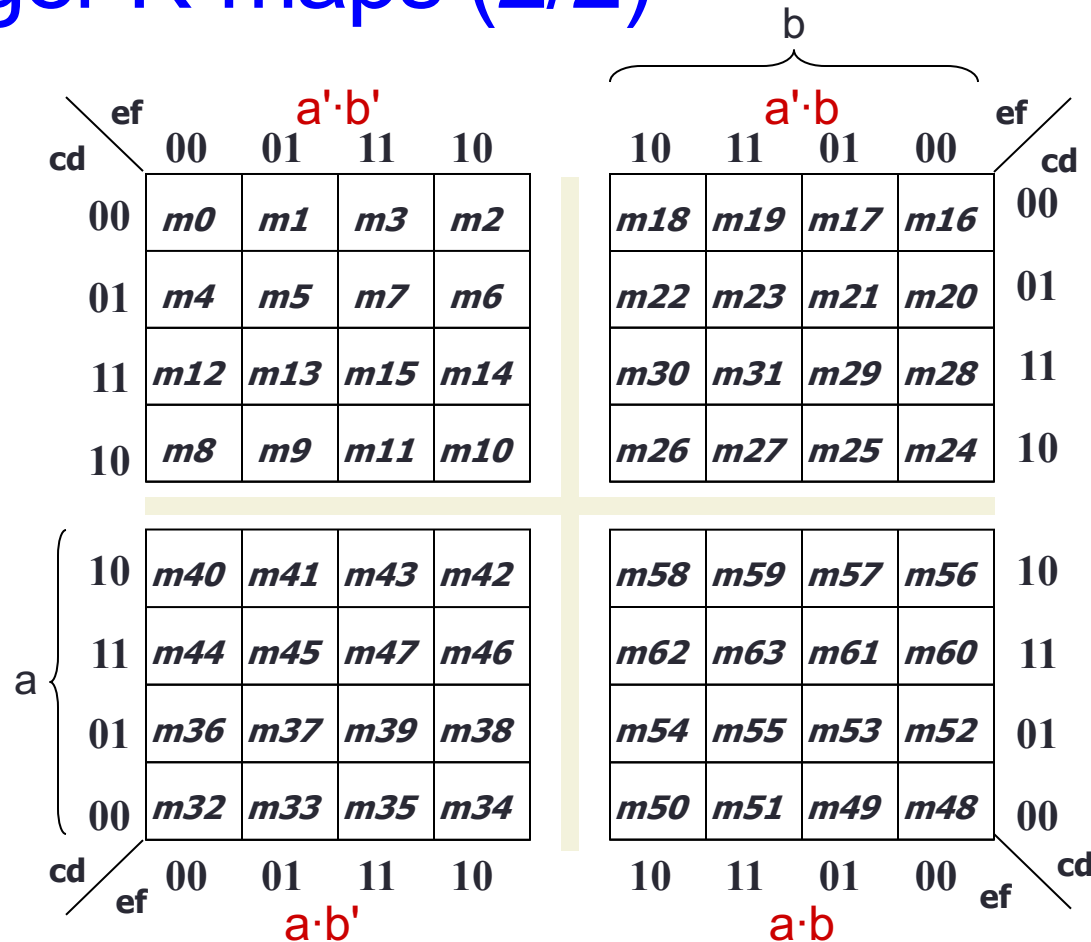 ger K-maps (2/2)
b
ef a'·b' a'·b ef
cd 00 01 11 10 10 11 01 00 cd
00 m0 m1 m3 m2 m18 m19 m17 m16 00
01 m4 m5 m7 m6 m22 m23 m21 m20 01
11 m12 m13 m15 m14 m30 m31 m29 m28 11
10 m8 m9 m11 m10 m26 m27 m25 m24 10
10 m40 m41 m43 m42 m58 m59 m57 m56 10
a 11 m44 m45 m47 m46 m62 m63 m61 m60 11
01 m36 m37 m39 m38 m54 m55 m53 m52 01
00 m32 m33 m35 m34 m50 m51 m49 m48 00
cd 00 01 11 10 10 11 01 00 cd
ef a·b' a·b ef